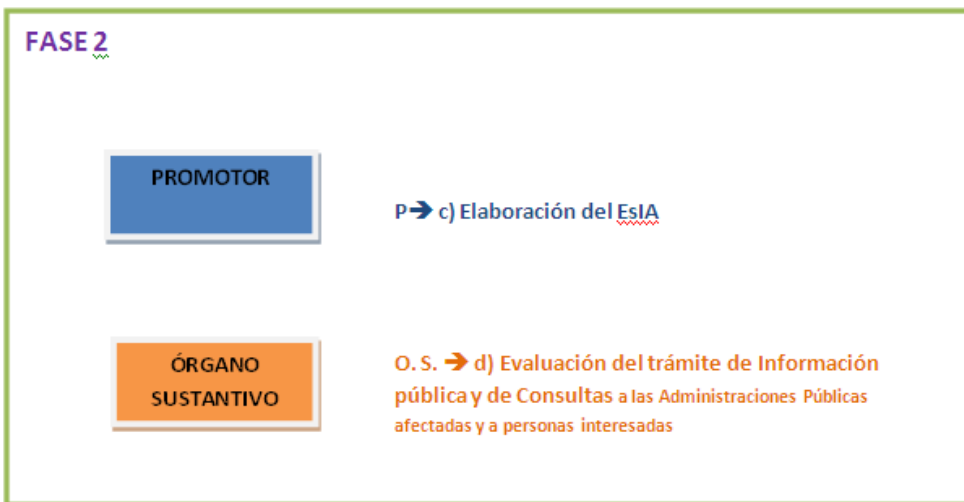 FASE 2
PROMOTOR
P➔ c) Elaboración del EsIA
ÓRGANO
SUSTANTIVO
O. S. ➔ d) Evaluación del trámite de Información
pública y de Consultas a las Administraciones Públicas
afectadas y a personas interesadas